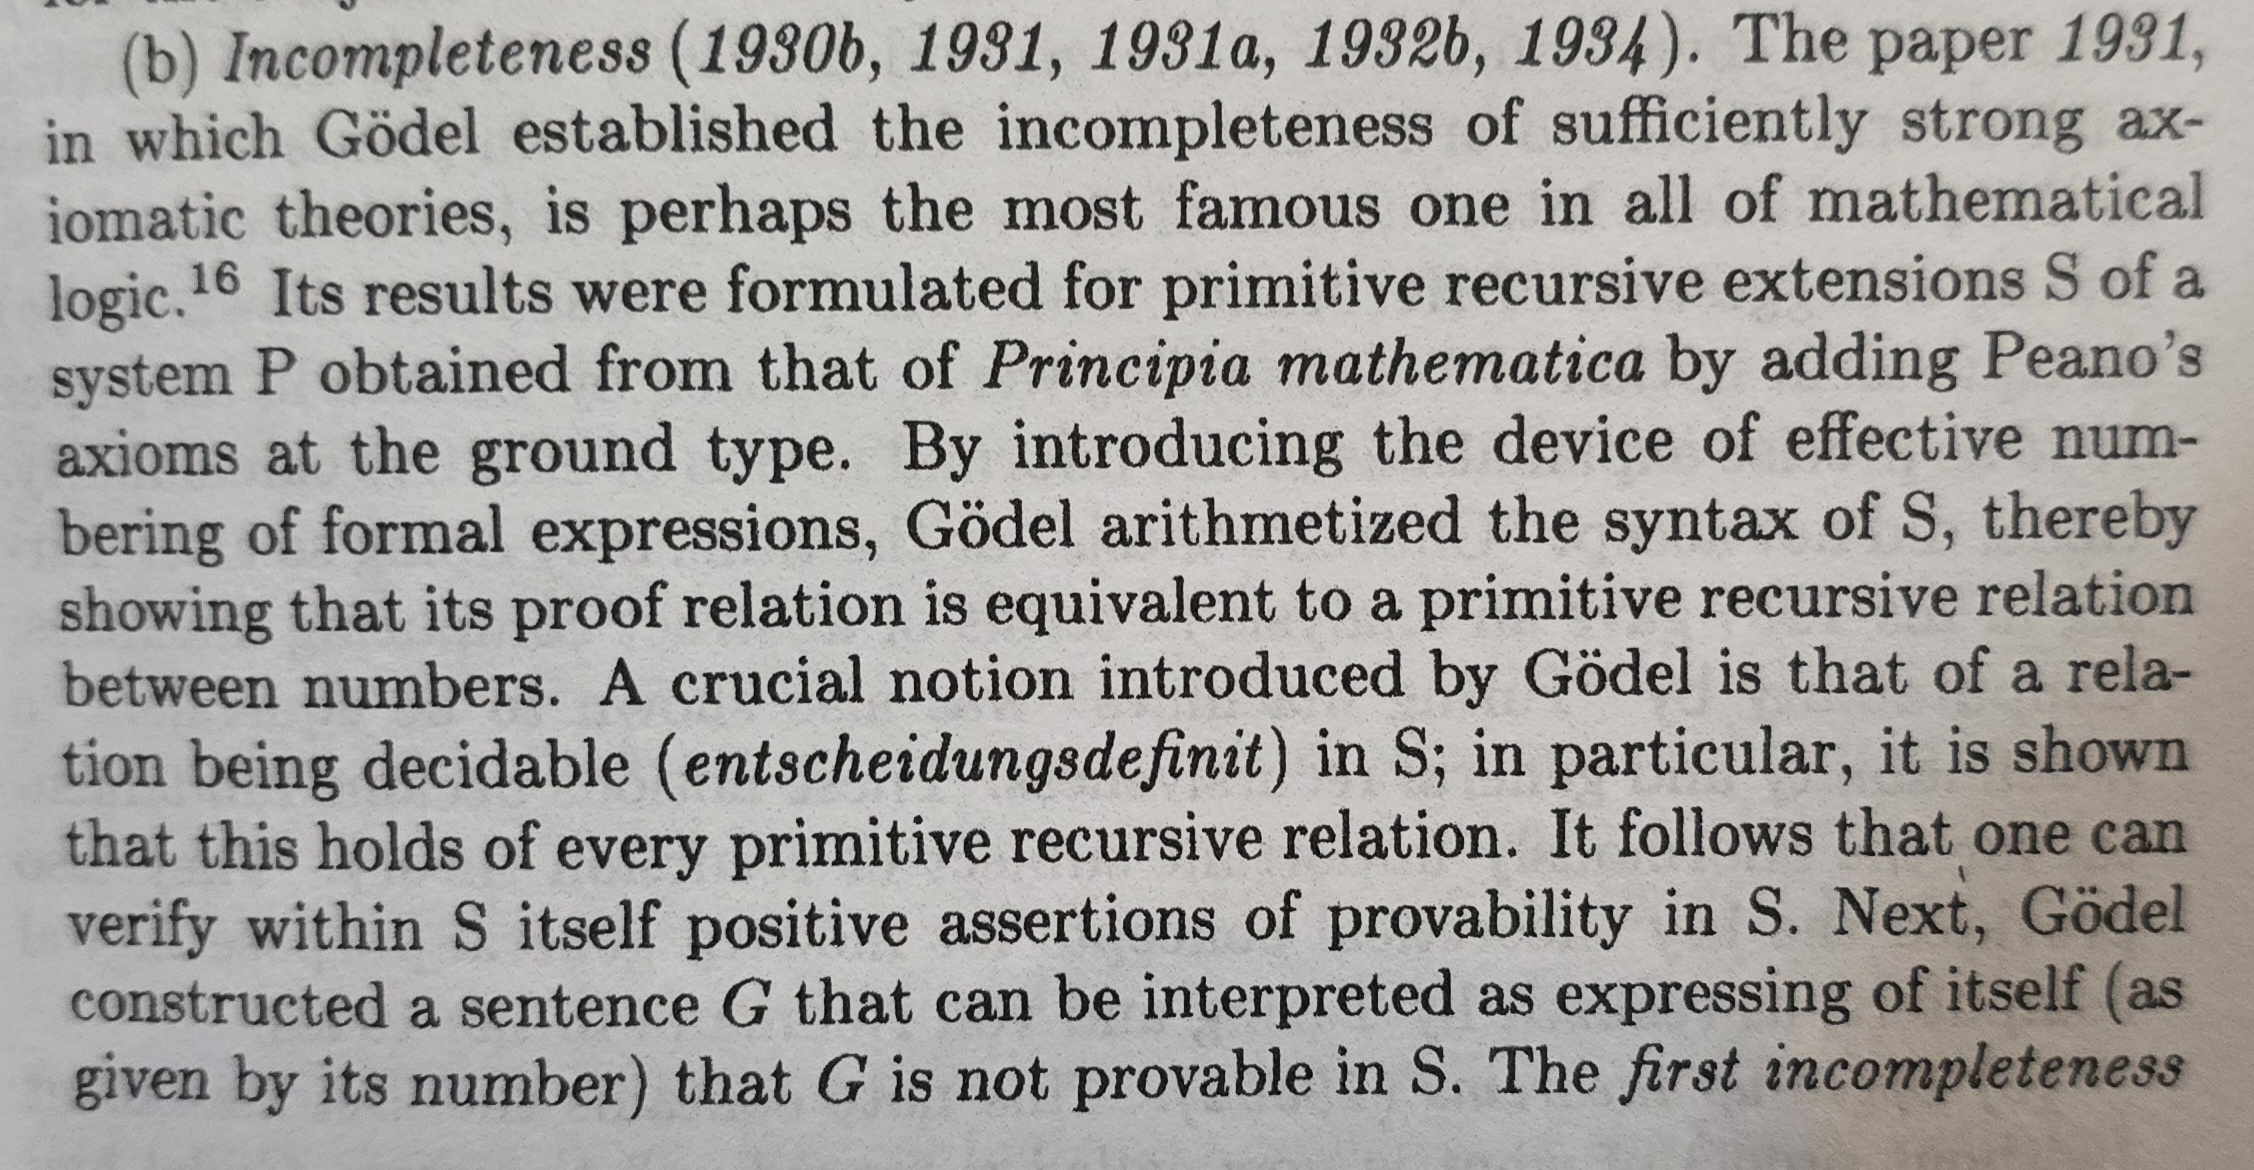 (b) Incompleteness (1930b, 1931, 1931a, 1932b, 1934). The paper 1931,
in which Gödel established the incompleteness of sufficiently strong ax-
iomatic theories, is perhaps the most famous one in all of mathematical
logic.16 Its results were formulated for primitive recursive extensions S of a
system P obtained from that of Principia mathematica by adding Peano's
axioms at the ground type. By introducing the device of effective num-
bering of formal expressions, Gödel arithmetized the syntax of S, thereby
showing that its proof relation is equivalent to a primitive recursive relation
between numbers. A crucial notion introduced by Gödel is that of a rela-
tion being decidable (entscheidungsdefinit) in S; in particular, it is shown
that this holds of every primitive recursive relation. It follows that one can
verify within S itself positive assertions of provability in S. Next, Gödel
constructed a sentence G that can be interpreted as expressing of itself (as
given by its number) that G is not provable in S. The first incompleteness